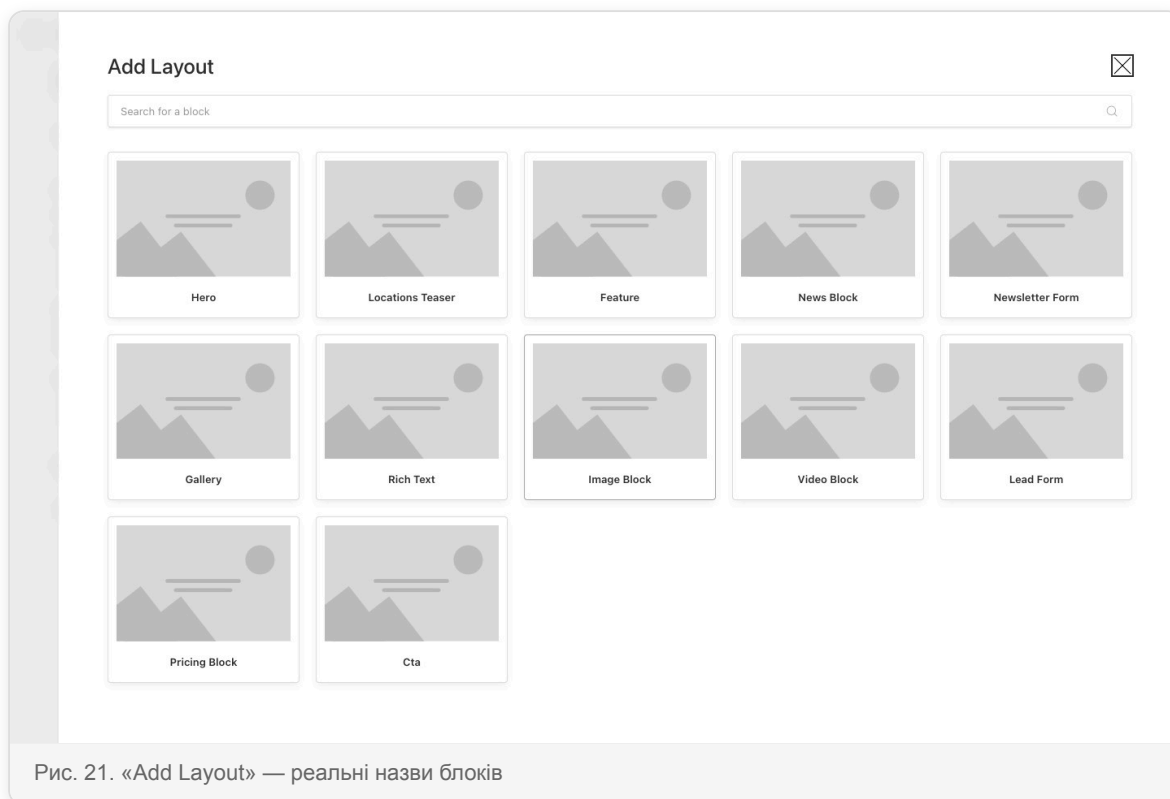 Add Layout
Search for a block
Hero
Locations Teaser
Feature
News Block
Newsletter Form
Gallery
Rich Text
Image Block
Video Block
Lead Form
Pricing Block
Cta
Рис. 21. «Add Layout» — реальні назви блоків